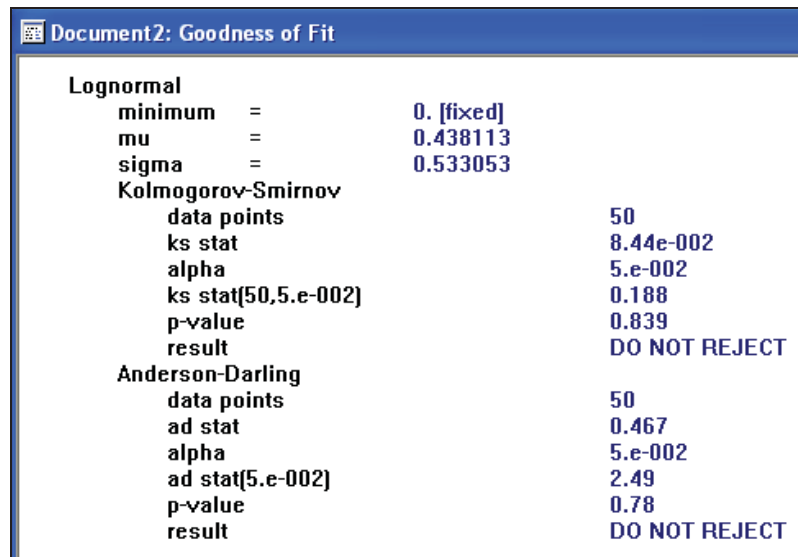 Document2: Goodness of Fit
Lognormal
minimum = 0. [fixed]
mu = 0.438113
sigma = 0.533053
Kolmogorov-Smirnov
data points 50
ks stat 8.44e-002
alpha 5.e-002
ks stat(50,5.e-002) 0.188
p-value 0.839
result DO NOT REJECT
Anderson-Darling
data points 50
ad stat 0.467
alpha 5.e-002
ad stat(5.e-002) 2.49
p-value 0.78
result DO NOT REJECT